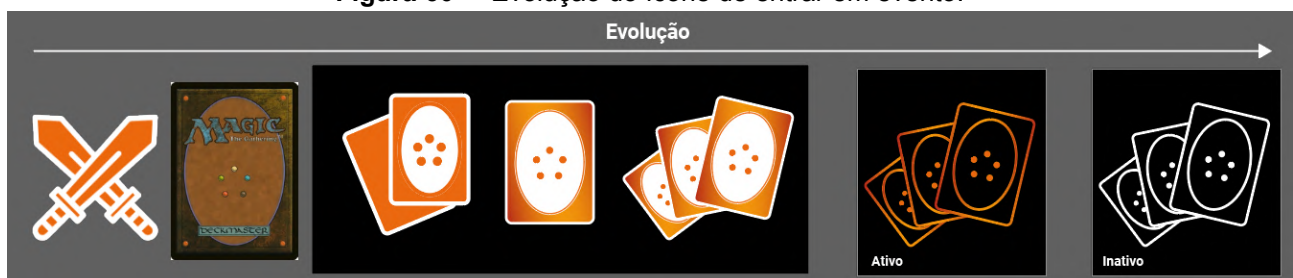 Evolução
MAGIC
The Gathering
DECKMASTER
Ativo
Inativo